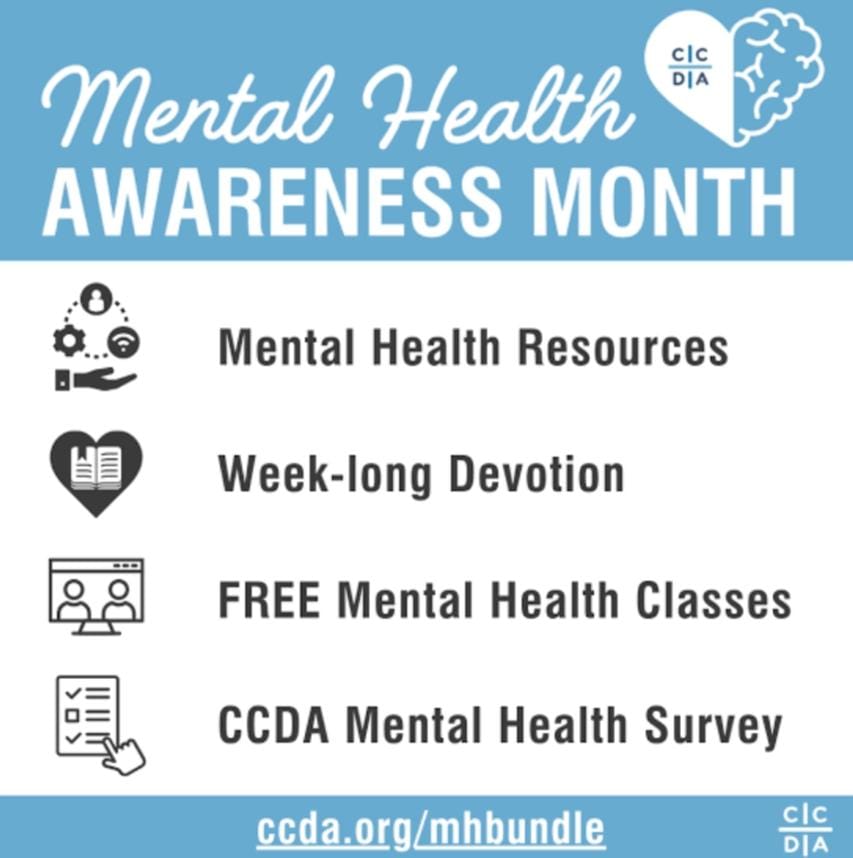 C|C
D|A
Mental Health
AWARENESS MONTH
Mental Health Resources
Week-long Devotion
FREE Mental Health Classes
CCDA Mental Health Survey
ccda.org/mhbundle
C|C
D|A